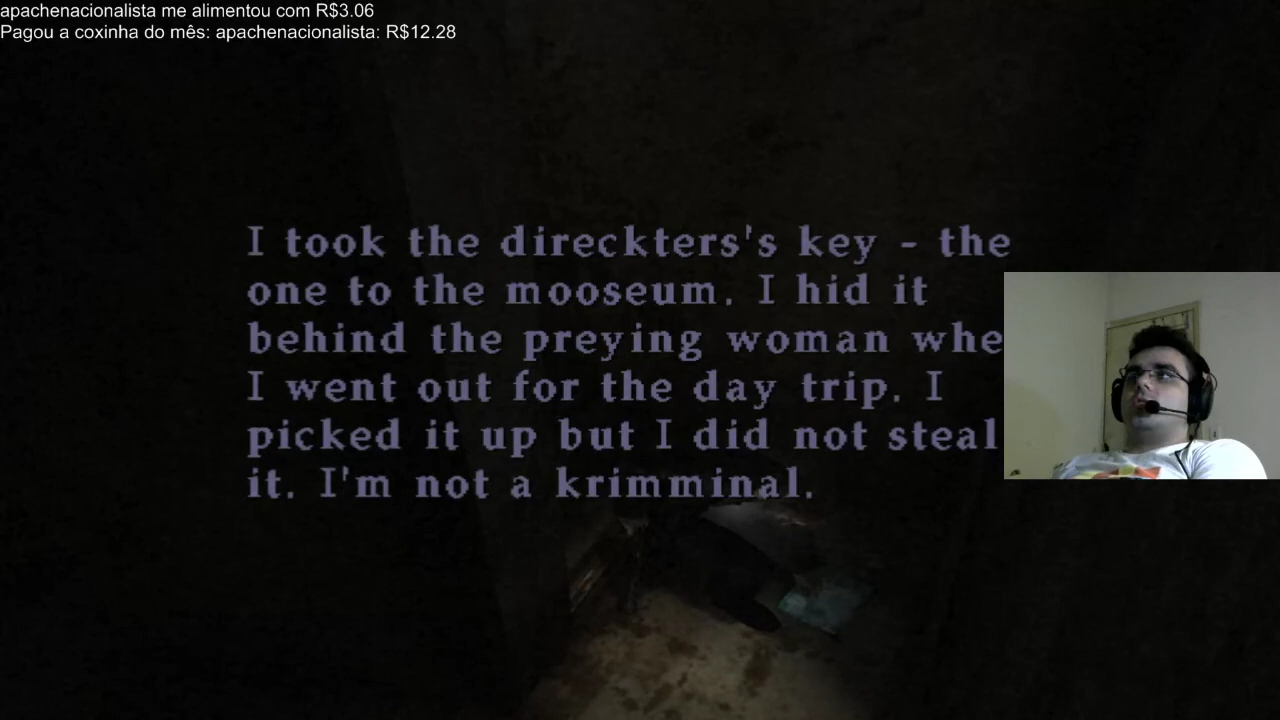 apachenacionalista me alimentou com R$3.06
Pagou a coxinha do mês: apachenacionalista: R$12.28
I took the direckters's key - the
one to the mooseum. I hid it
behind the preying woman whe
I went out for the day trip. I
picked it up but I did not steal
it. I'm not a krimminal.